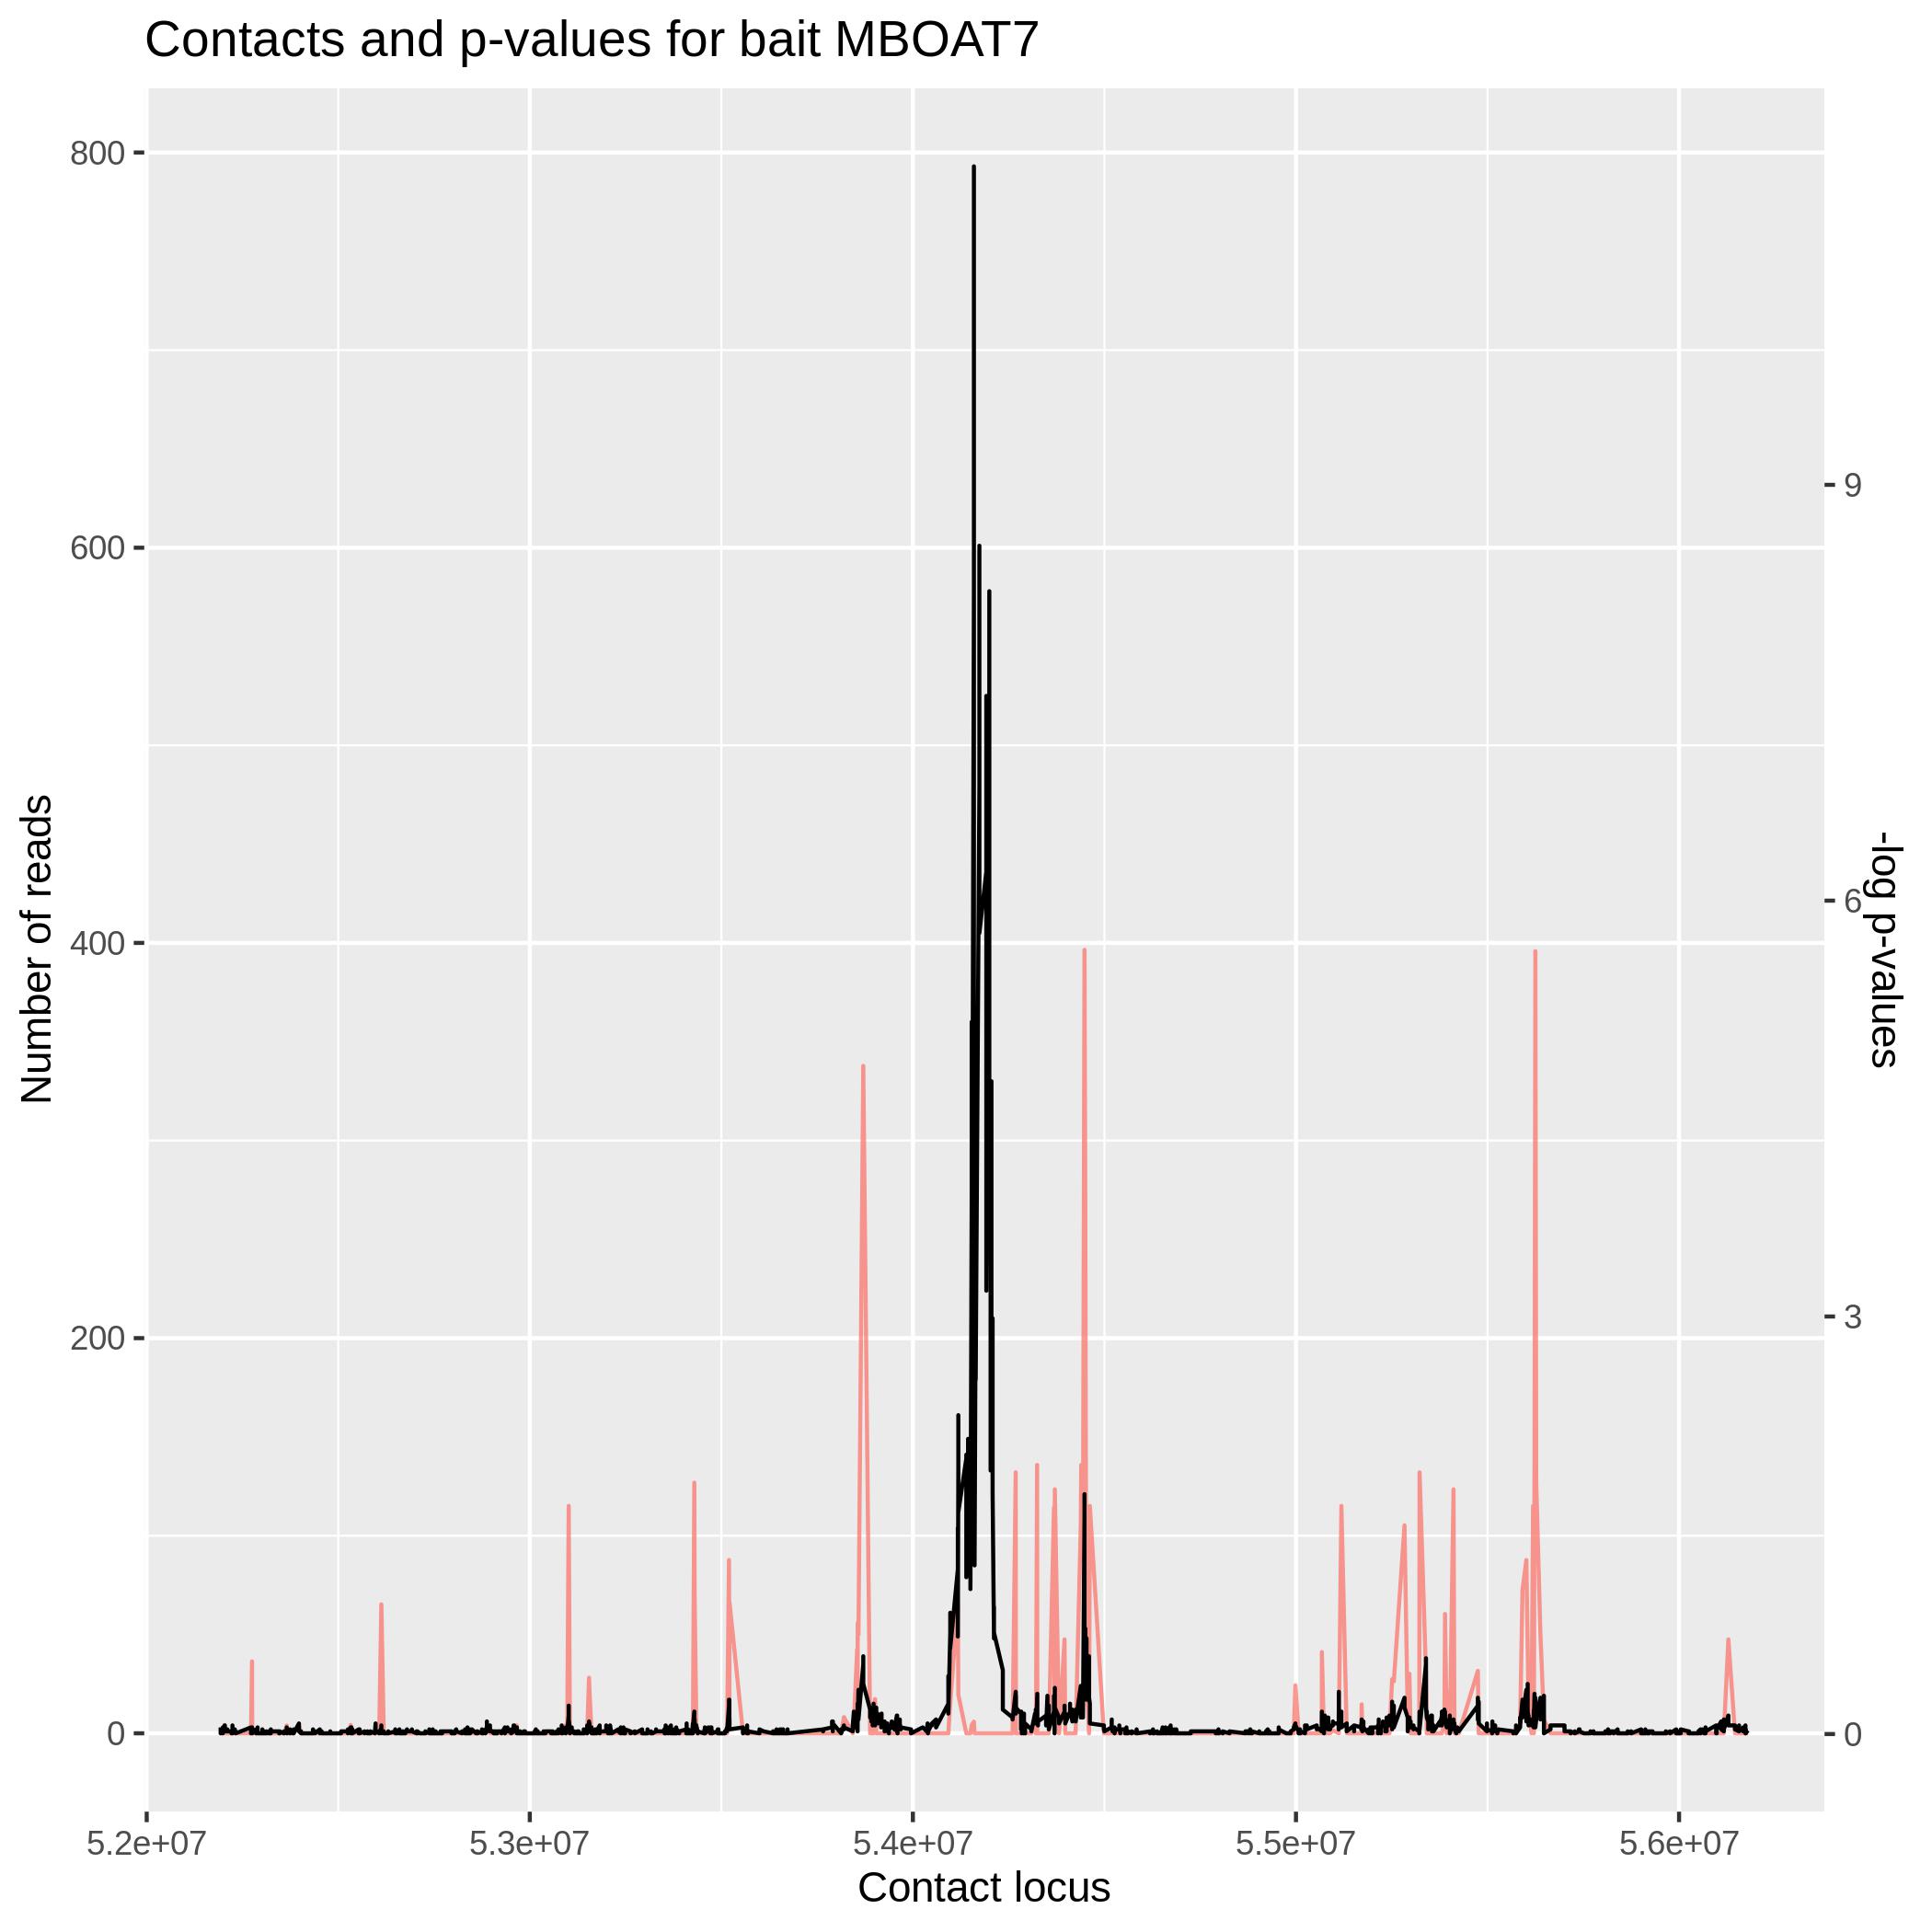 Contacts and p-values for bait MBOAT7
800
600
400
200
0
Number of reads
9
6
3
0
-log p-values
5.2e+07
5.3e+07
5.4e+07
5.5e+07
5.6e+07
Contact locus